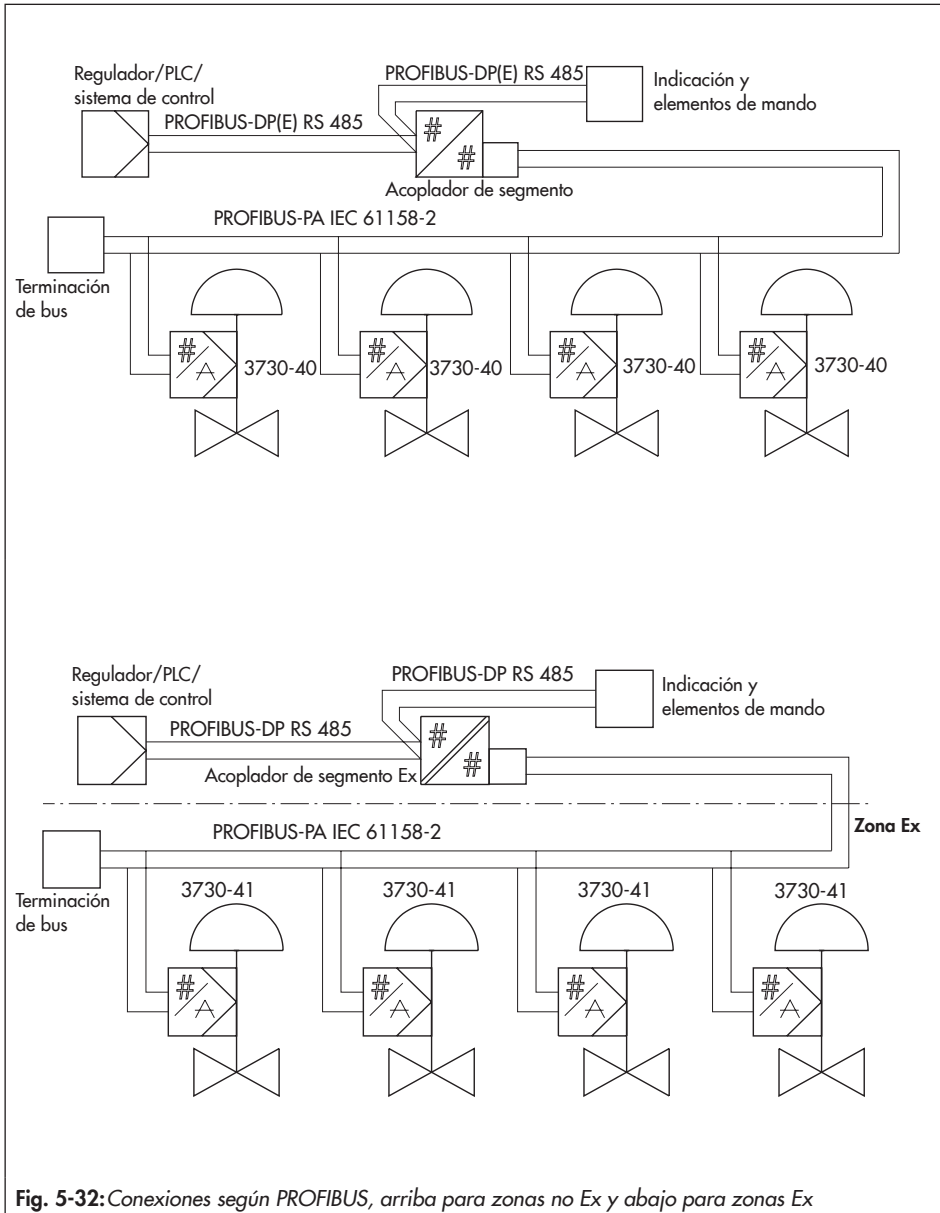 Regulador/PLC/
sistema de control
PROFIBUS-DP(E) RS 485
PROFIBUS-DP(E) RS 485
Indicación y
elementos de mando
#
#
Acoplador de segmento
PROFIBUS-PA IEC 61158-2
Terminación
de bus
#
A
3730-40
#
A
3730-40
#
A
3730-40
#
A
3730-40
Regulador/PLC/
sistema de control
PROFIBUS-DP RS 485
PROFIBUS-DP RS 485
Indicación y
elementos de mando
#
#
Acoplador de segmento Ex
Zona Ex
PROFIBUS-PA IEC 61158-2
Terminación
de bus
3730-41
3730-41
3730-41
3730-41
#
A
#
A
#
A
#
A
Fig. 5-32: Conexiones según PROFIBUS, arriba para zonas no Ex y abajo para zonas Ex